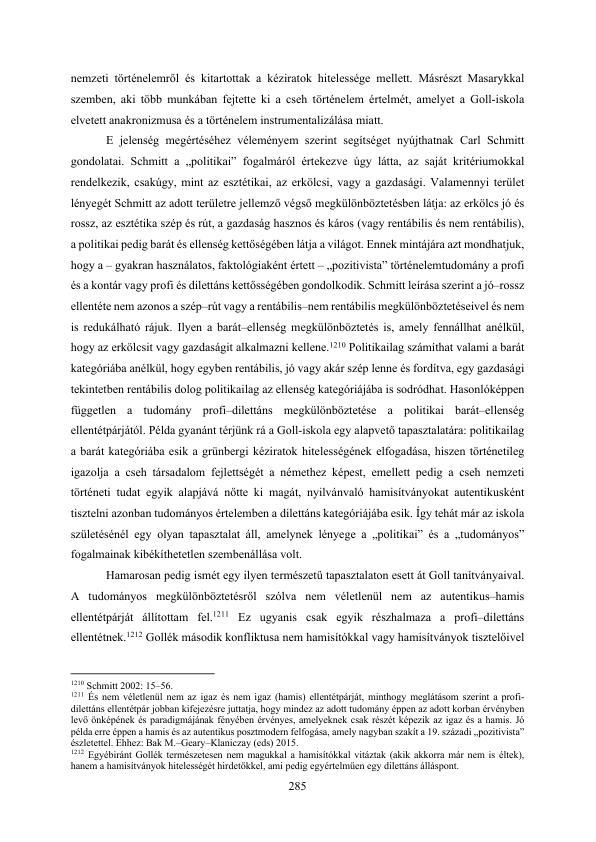 nemzeti történelemről és kitartottak a kéziratok hitelessége mellett. Másrészt Masarykkal
szemben, aki több munkában fejtette ki a cseh történelem értelmét, amelyet a Goll-iskola
elvetett anakronizmusa és a történelem instrumentalizálása miatt.
E jelenség megértéséhez véleményem szerint segítséget nyújthatnak Carl Schmitt
gondolatai. Schmitt a „politikai” fogalmáról értekezve úgy látta, az saját kritériumokkal
rendelkezik, csakúgy, mint az esztétikai, az erkölcsi, vagy a gazdasági. Valamennyi terület
lényegét Schmitt az adott területre jellemző végső megkülönböztetésben látja: az erkölcs jó és
rossz, az esztétika szép és rút, a gazdaság hasznos és káros (vagy rentábilis és nem rentábilis),
a politikai pedig barát és ellenség kettőségében látja a világot. Ennek mintájára azt mondhatjuk,
hogy a – gyakran használatos, faktológiaként értett – „pozitivista” történelemtudomány a profi
és a kontár vagy profi és dilettáns kettősségében gondolkodik. Schmitt leírása szerint a jó–rossz
ellentéte nem azonos a szép–rút vagy a rentábilis–nem rentábilis megkülönböztetéseivel és nem
is redukálható rájuk. Ilyen a barát–ellenség megkülönböztetés is, amely fennállhat anélkül,
hogy az erkölcsit vagy gazdaságit alkalmazni kellene.1210 Politikailag számíthat valami a barát
kategóriába anélkül, hogy egyben rentábilis, jó vagy akár szép lenne és fordítva, egy gazdasági
tekintetben rentábilis dolog politikailag az ellenség kategóriájába is sodródhat. Hasonlóképpen
független a tudomány profi–dilettáns megkülönböztetése a politikai barát–ellenség
ellentétpárjától. Példa gyanánt térjünk rá a Goll-iskola egy alapvető tapasztalatára: politikailag
a barát kategóriába esik a grünbergi kéziratok hitelességének elfogadása, hiszen történetileg
igazolja a cseh társadalom fejlettségét a némethez képest, emellett pedig a cseh nemzeti
történeti tudat egyik alapjává nőtte ki magát, nyilvánvaló hamisítványokat autentikusként
tisztelni azonban tudományos értelemben a dilettáns kategóriájába esik. Így tehát már az iskola
születésénél egy olyan tapasztalat áll, amelynek lényege a „politikai” és a „tudományos”
fogalmainak kibékíthetetlen szembenállása volt.
Hamarosan pedig ismét egy ilyen természetű tapasztalaton esett át Goll tanítványaival.
A tudományos megkülönböztetésről szólva nem véletlenül nem az autentikus–hamis
ellentétpárját állítottam fel.1211 Ez ugyanis csak egyik részhalmaza a profi–dilettáns
ellentétnek.1212 Gollék második konfliktusa nem hamisítókkal vagy hamisítványok tisztelőivel
1210 Schmitt 2002: 15–56.
1211 És nem véletlenül nem az igaz és nem igaz (hamis) ellentétpárját, minthogy meglátásom szerint a profi-
dilettáns ellentétpár jobban kifejezésre juttatja, hogy mindez az adott tudomány éppen az adott korban érvényben
levő önképének és paradigmájának fényében érvényes, amelyeknek csak részét képezik az igaz és a hamis. Jó
példa erre éppen a hamis és az autentikus posztmodern felfogása, amely nagyban szakít a 19. századi „pozitivista”
észletettel. Ehhez: Bak M.–Geary–Klaniczay (eds) 2015.
1212 Egyébiránt Gollék természetesen nem magukkal a hamisítókkal vitáztak (akik akkorra már nem is éltek),
hanem a hamisítványok hitelességét hirdetőkkel, ami pedig egyértelműen egy dilettáns álláspont.
285